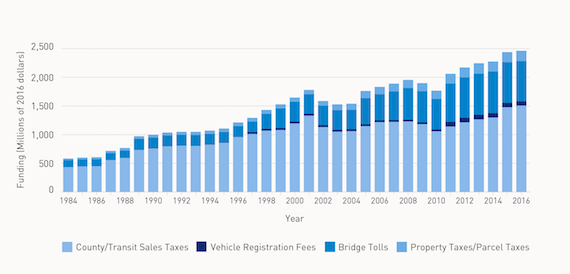 2,500
2,000
1,500
1,000
500
0
Funding (Millions of 2016 dollars)
1984 1986 1988 1990 1992 1994 1996 1998 2000 2002 2004 2006 2008 2010 2012 2014 2016
Year
County/Transit Sales Taxes Vehicle Registration Fees Bridge Tolls Property Taxes/Parcel Taxes